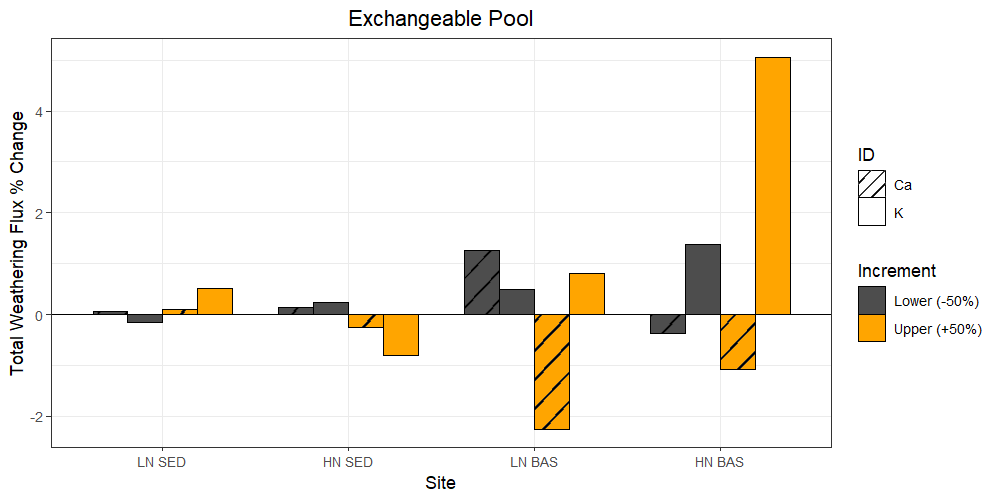 Exchangeable Pool
Total Weathering Flux % Change
4
2
0
-2
LN SED
HN SED
LN BAS
HN BAS
Site
ID
Ca
K
Increment
Lower (-50%)
Upper (+50%)